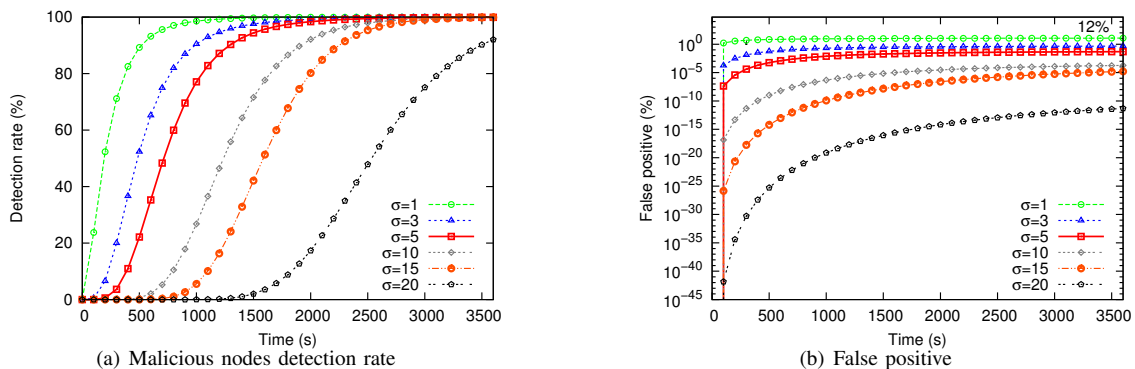 100
80
60
40
20
0
Detection rate (%)
σ=1
σ=3
σ=5
σ=10
σ=15
σ=20
0 500 1000 1500 2000 2500 3000 3500
Time (s)
(a) Malicious nodes detection rate
12%
10^0
10^-5
10^-10
10^-15
10^-20
10^-25
10^-30
10^-35
10^-40
10^-45
False positive (%)
σ=1
σ=3
σ=5
σ=10
σ=15
σ=20
0 500 1000 1500 2000 2500 3000 3500
Time (s)
(b) False positive